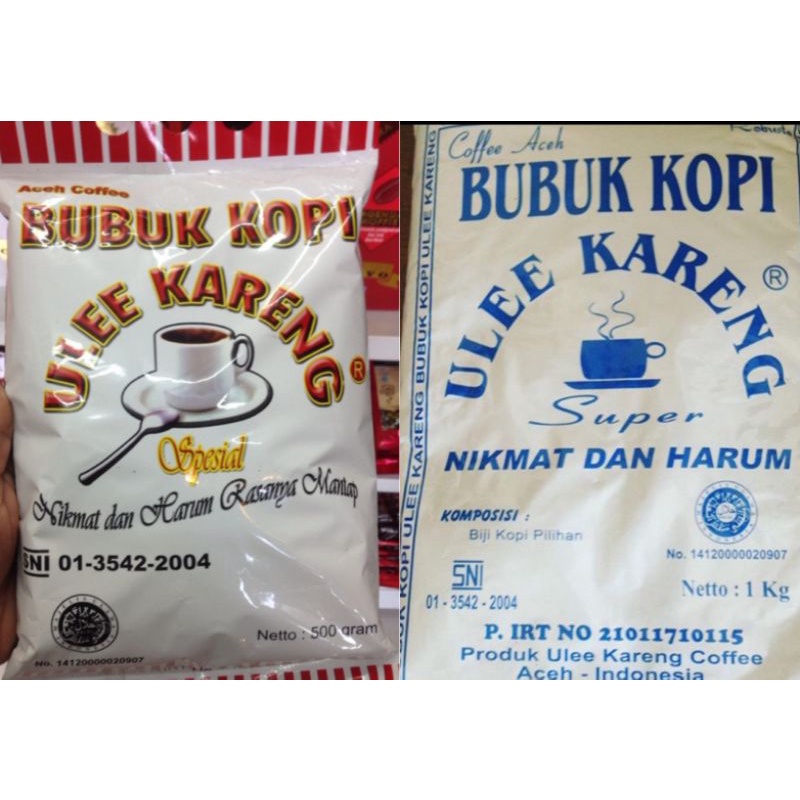 Aceh Coffee
BUBUK KOPI
ULEE KARENG®
Spesial
Nikmat dan Harum Rasanya Mantap
SNI 01-3542-2004
Netto : 500 gram
No. 14120000020907
Coffee Aceh
Robusta
BUBUK KOPI
ULEE KARENG®
Super
NIKMAT DAN HARUM
KOMPOSISI :
Biji Kopi Pilihan
No. 14120000020907
SNI
01 - 3542 - 2004
Netto : 1 Kg
P. IRT NO 21011710115
Produk Ulee Kareng Coffee
Aceh - Indonesia
BUBUK KOPI ULEE KARENG BUBUK KOPI ULEE KARENG